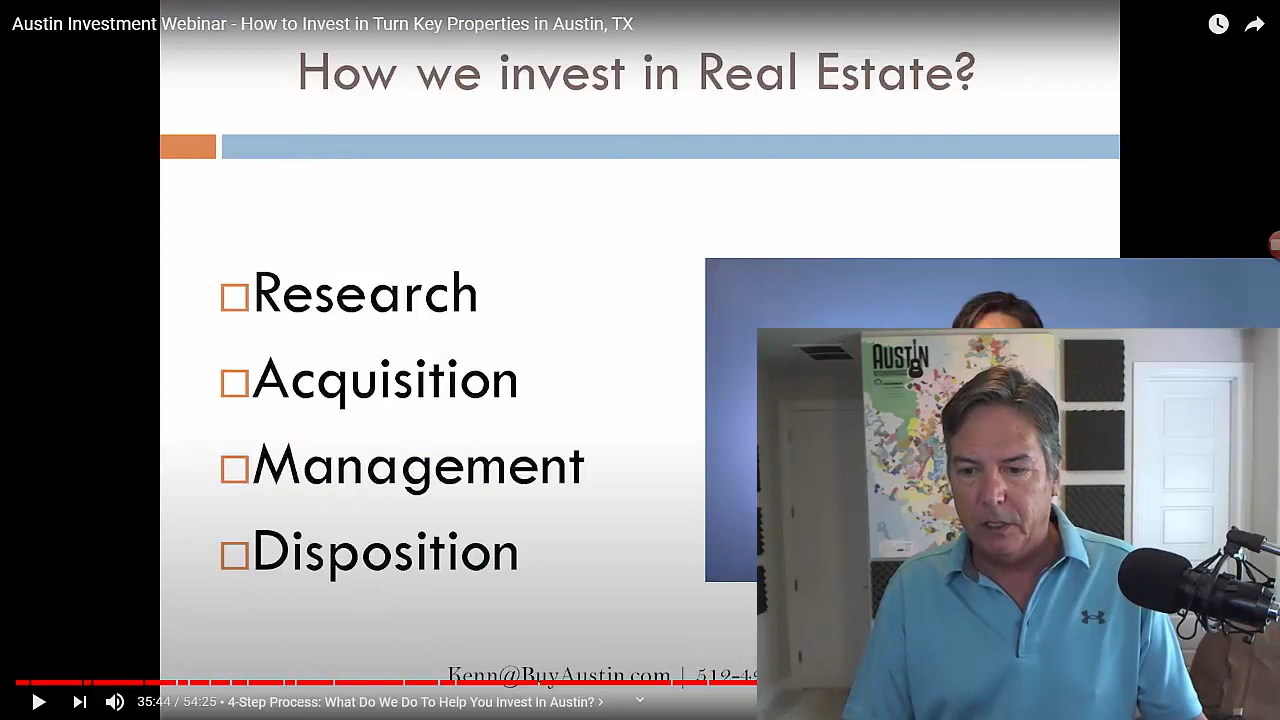 Austin Investment Webinar - How to Invest in Turn Key Properties in Austin, TX
How we invest in Real Estate?
Research
Acquisition
Management
Disposition
AUSTIN
Kenn@BuyAustin.com | 512-4
35:44 / 54:25 • 4-Step Process: What Do We Do To Help You Invest In Austin? >